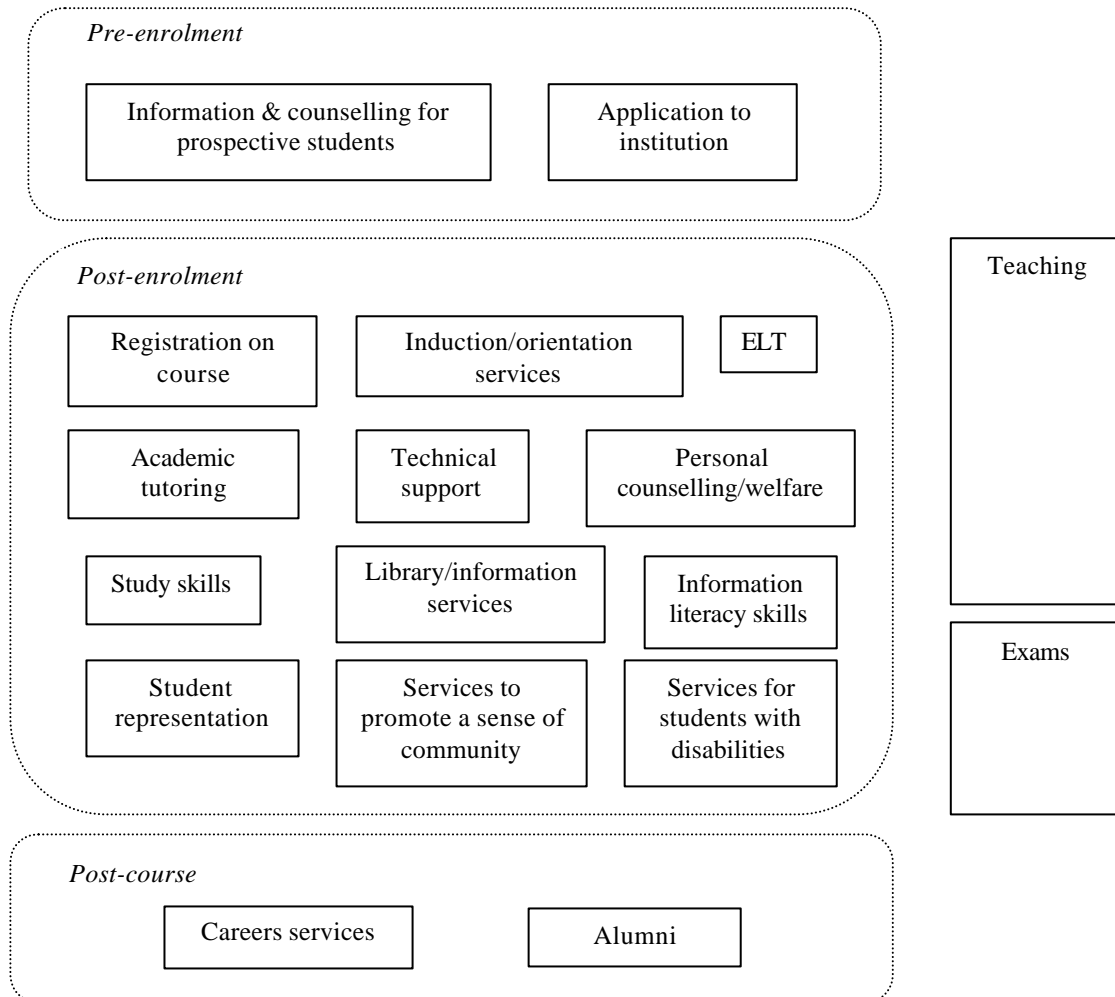 Pre-enrolment
Information & counselling for
prospective students
Application to
institution
Post-enrolment
Registration on
course
Induction/orientation
services
ELT
Academic
tutoring
Technical
support
Personal
counselling/welfare
Study skills
Library/information
services
Information
literacy skills
Student
representation
Services to
promote a sense of
community
Services for
students with
disabilities
Teaching
Exams
Post-course
Careers services
Alumni